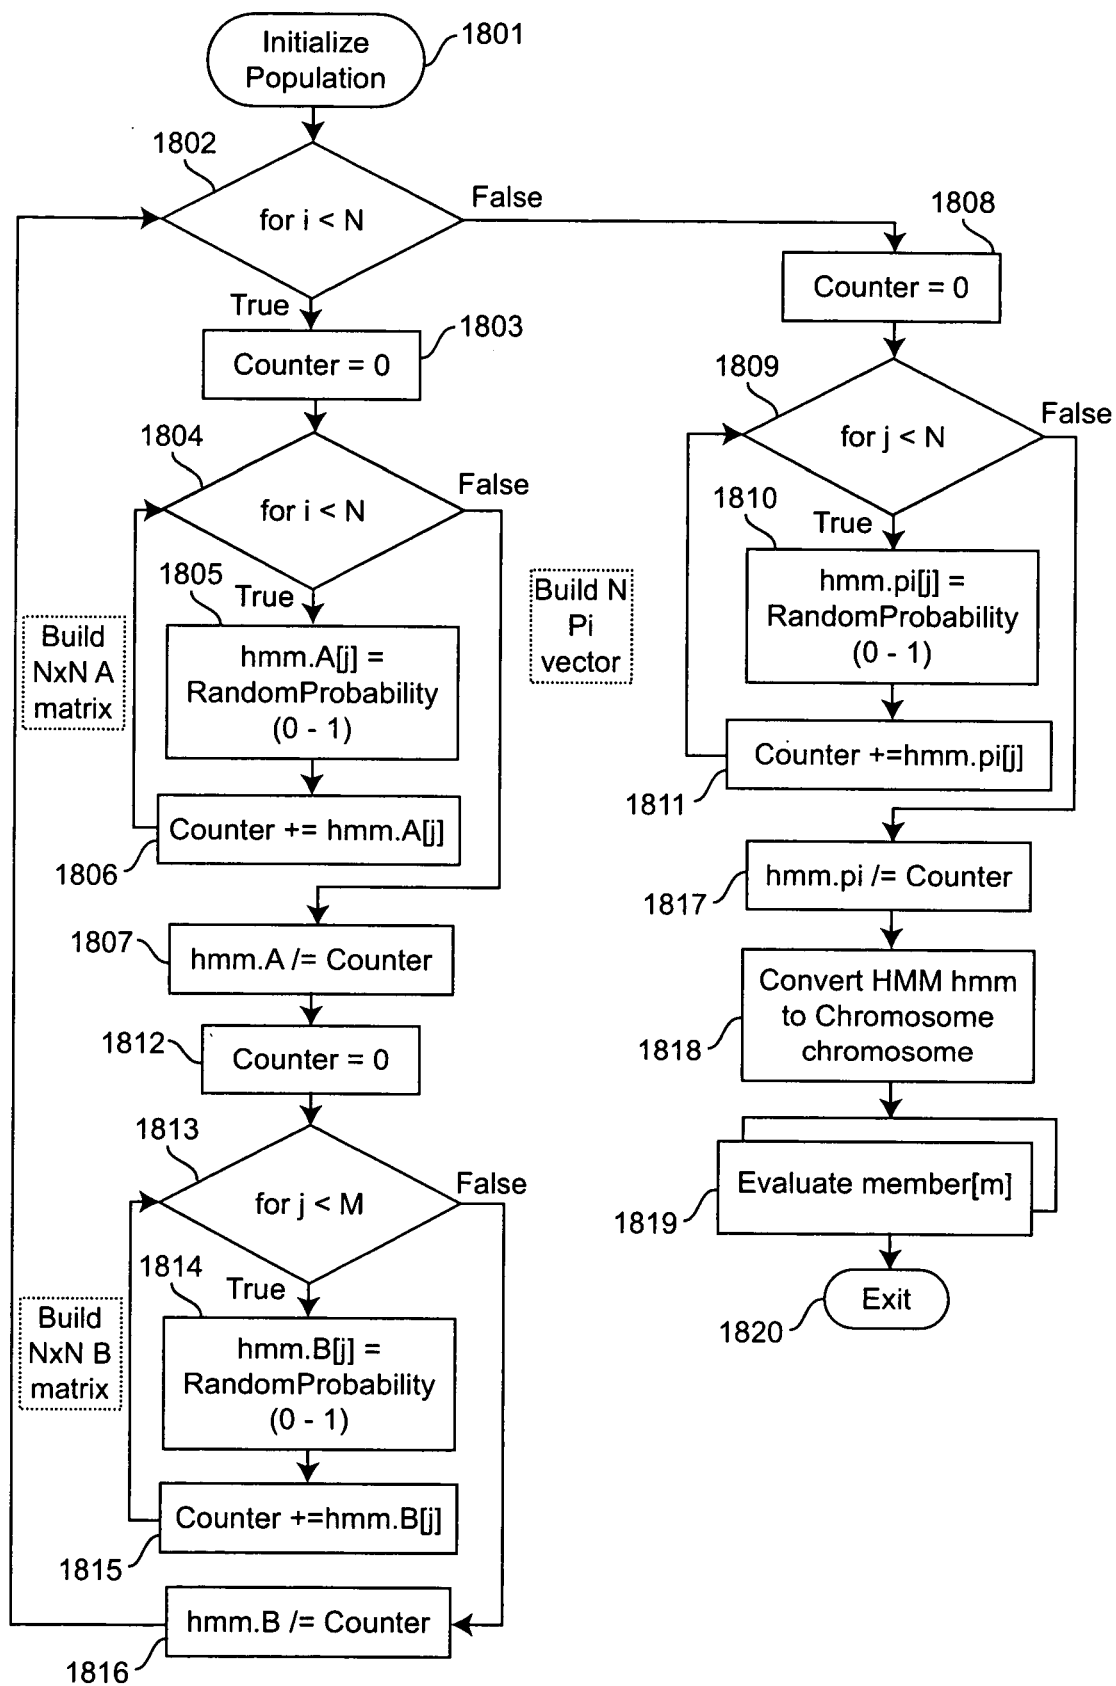 Initialize
Population
1801
1802
for i < N
False
True
Counter = 0
1803
1804
for i < N
False
True
1805
hmm.A[j] =
RandomProbability
(0 - 1)
Build
NxN A
matrix
Counter += hmm.A[j]
1806
1807
hmm.A /= Counter
1812
Counter = 0
1813
for j < M
False
True
1814
hmm.B[j] =
RandomProbability
(0 - 1)
Build
NxN B
matrix
Counter +=hmm.B[j]
1815
hmm.B /= Counter
1816
1808
Counter = 0
1809
for j < N
False
True
1810
hmm.pi[j] =
RandomProbability
(0 - 1)
Build N
Pi
vector
Counter +=hmm.pi[j]
1811
hmm.pi /= Counter
1817
Convert HMM hmm
to Chromosome
chromosome
1818
Evaluate member[m]
1819
Exit
1820